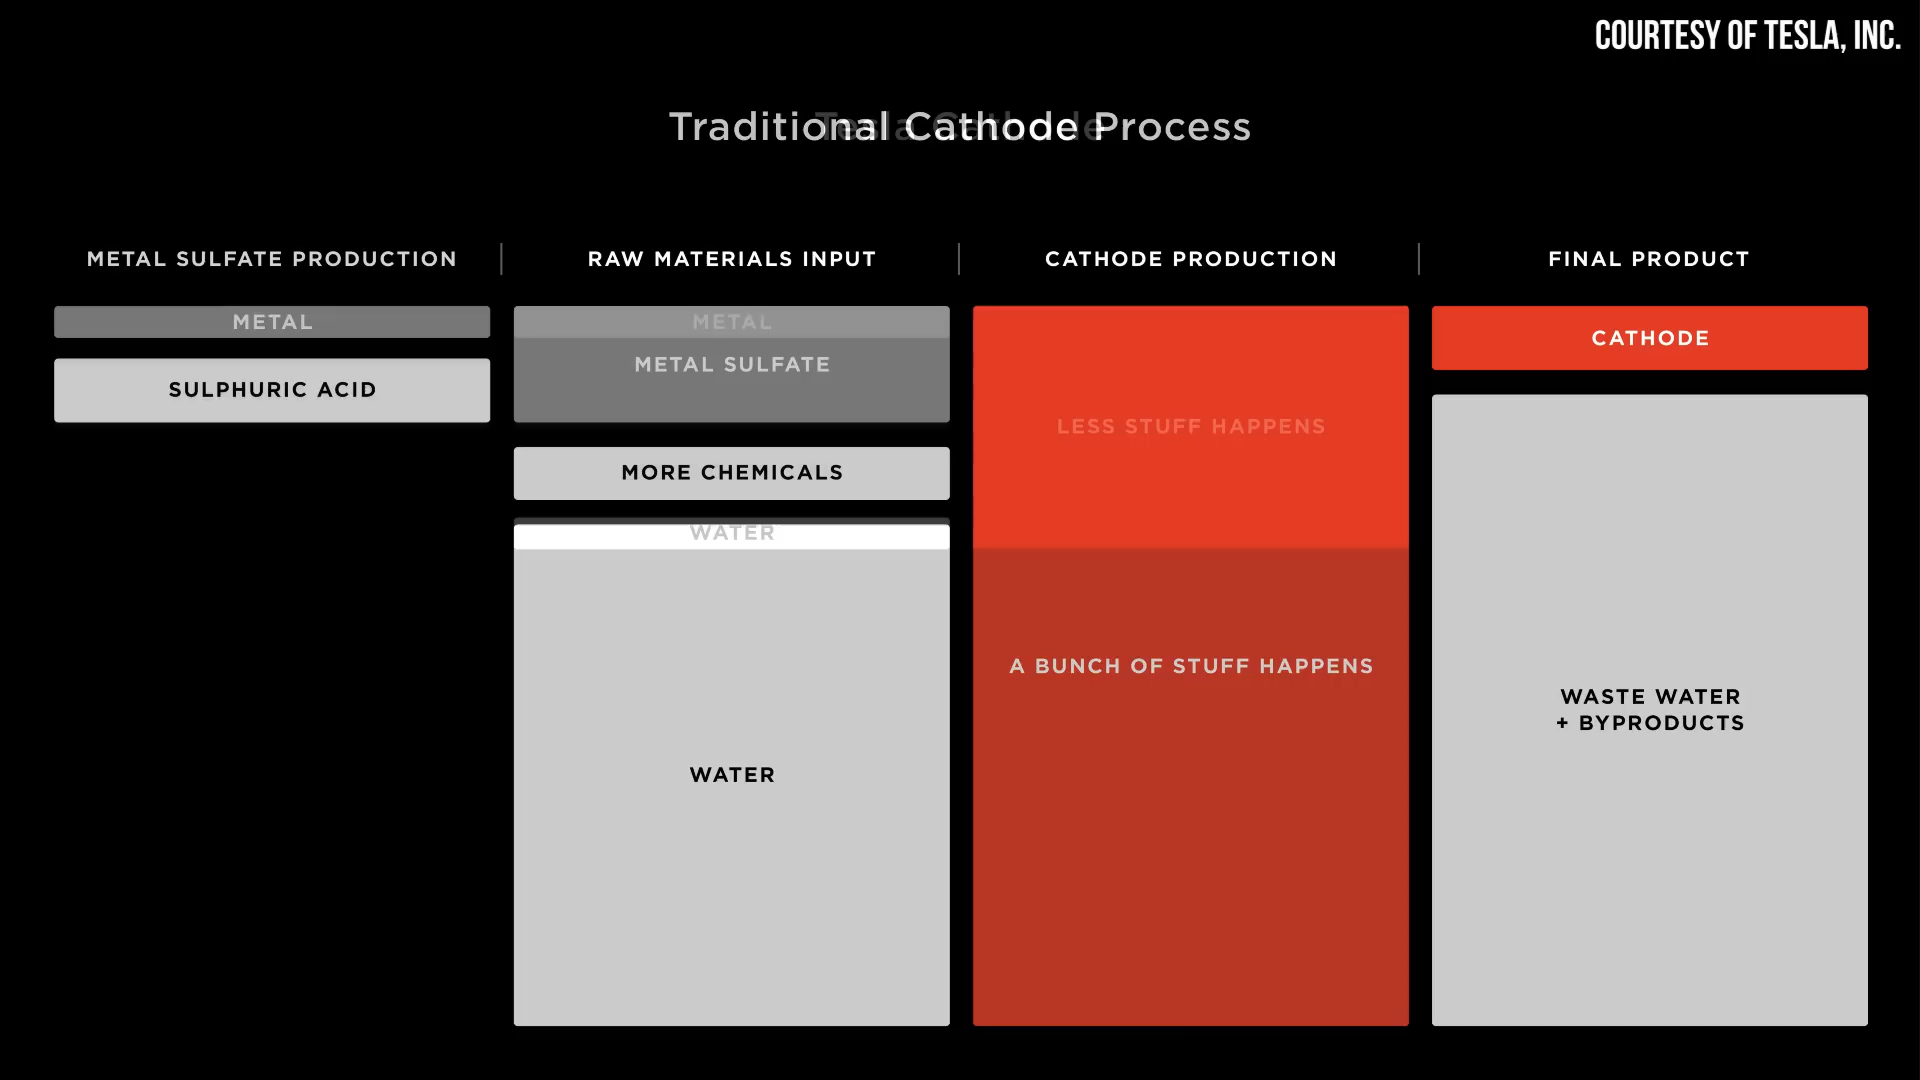 COURTESY OF TESLA, INC.
Traditional Cathode Process
Tesla Cathode
METAL SULFATE PRODUCTION
RAW MATERIALS INPUT
CATHODE PRODUCTION
FINAL PRODUCT
METAL
SULPHURIC ACID
METAL
METAL SULFATE
MORE CHEMICALS
WATER
WATER
LESS STUFF HAPPENS
A BUNCH OF STUFF HAPPENS
CATHODE
WASTE WATER
+ BYPRODUCTS